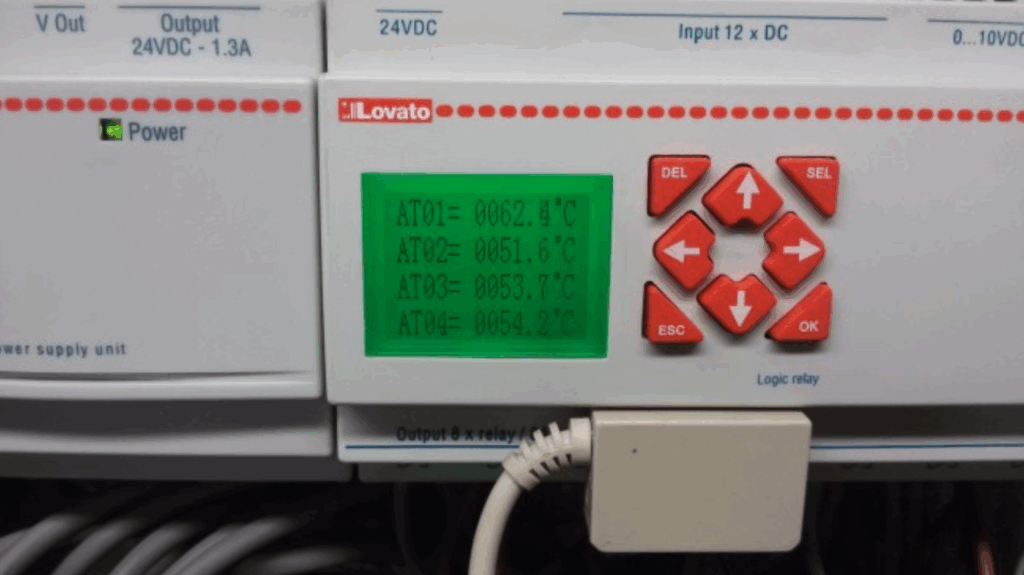 V Out
Output
24VDC - 1.3A
24VDC
Input 12 x DC
0...10VDC
Lovato
Power
DEL
SEL
AT01= 0062.4°C
AT02= 0051.6°C
AT03= 0053.7°C
AT04= 0054.2°C
ESC
OK
ower supply unit
Logic relay
Output 8 x relay /